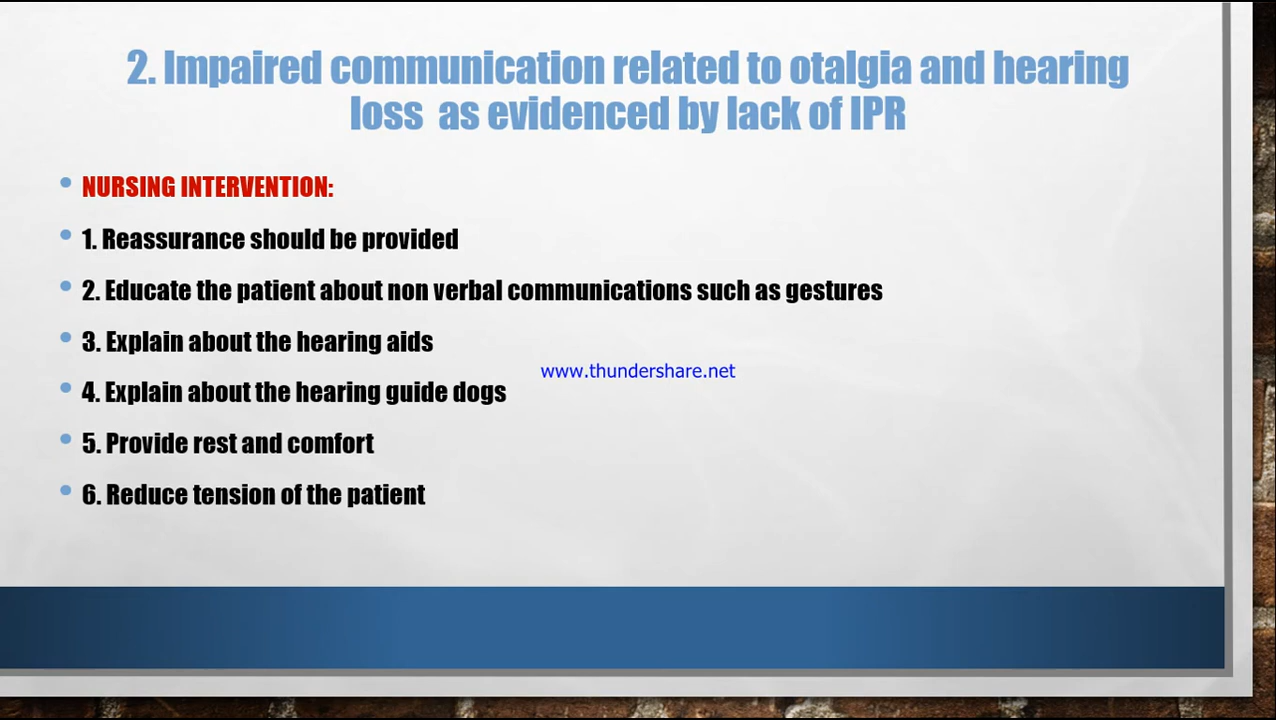 2. Impaired communication related to otalgia and hearing
loss as evidenced by lack of IPR
NURSING INTERVENTION:
1. Reassurance should be provided
2. Educate the patient about non verbal communications such as gestures
3. Explain about the hearing aids
www.thundershare.net
4. Explain about the hearing guide dogs
5. Provide rest and comfort
6. Reduce tension of the patient